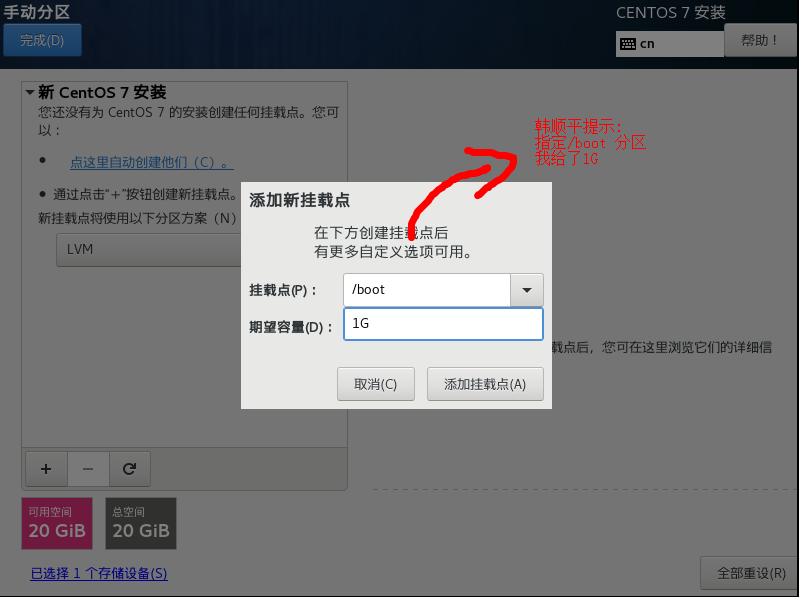 手动分区
CENTOS 7 安装
完成(D)
cn
帮助！
新 CentOS 7 安装
您还没有为 CentOS 7 的安装创建任何挂载点。您可
以：
点这里自动创建他们（C）。
通过点击“+”按钮创建新挂载点。
新挂载点将使用以下分区方案（N）
LVM
韩顺平提示:
指定/boot 分区
我给了1G
添加新挂载点
在下方创建挂载点后
有更多自定义选项可用。
挂载点(P)：
/boot
期望容量(D)：
1G
取消(C)
添加挂载点(A)
载点后，您可在这里浏览它们的详细信
+
−
可用空间
20 GiB
总空间
20 GiB
已选择 1 个存储设备(S)
全部重设(R)